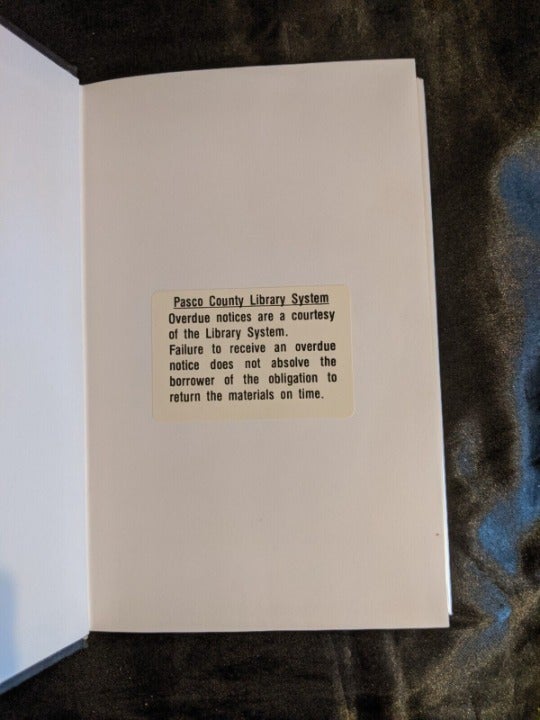 Pasco County Library System
Overdue notices are a courtesy
of the Library System.
Failure to receive an overdue
notice does not absolve the
borrower of the obligation to
return the materials on time.